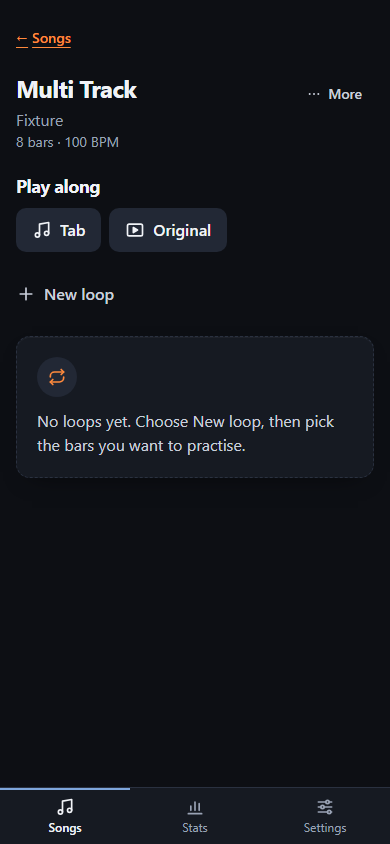 ← Songs
Multi Track
··· More
Fixture
8 bars · 100 BPM
Play along
Tab
Original
New loop
No loops yet. Choose New loop, then pick
the bars you want to practise.
Songs
Stats
Settings